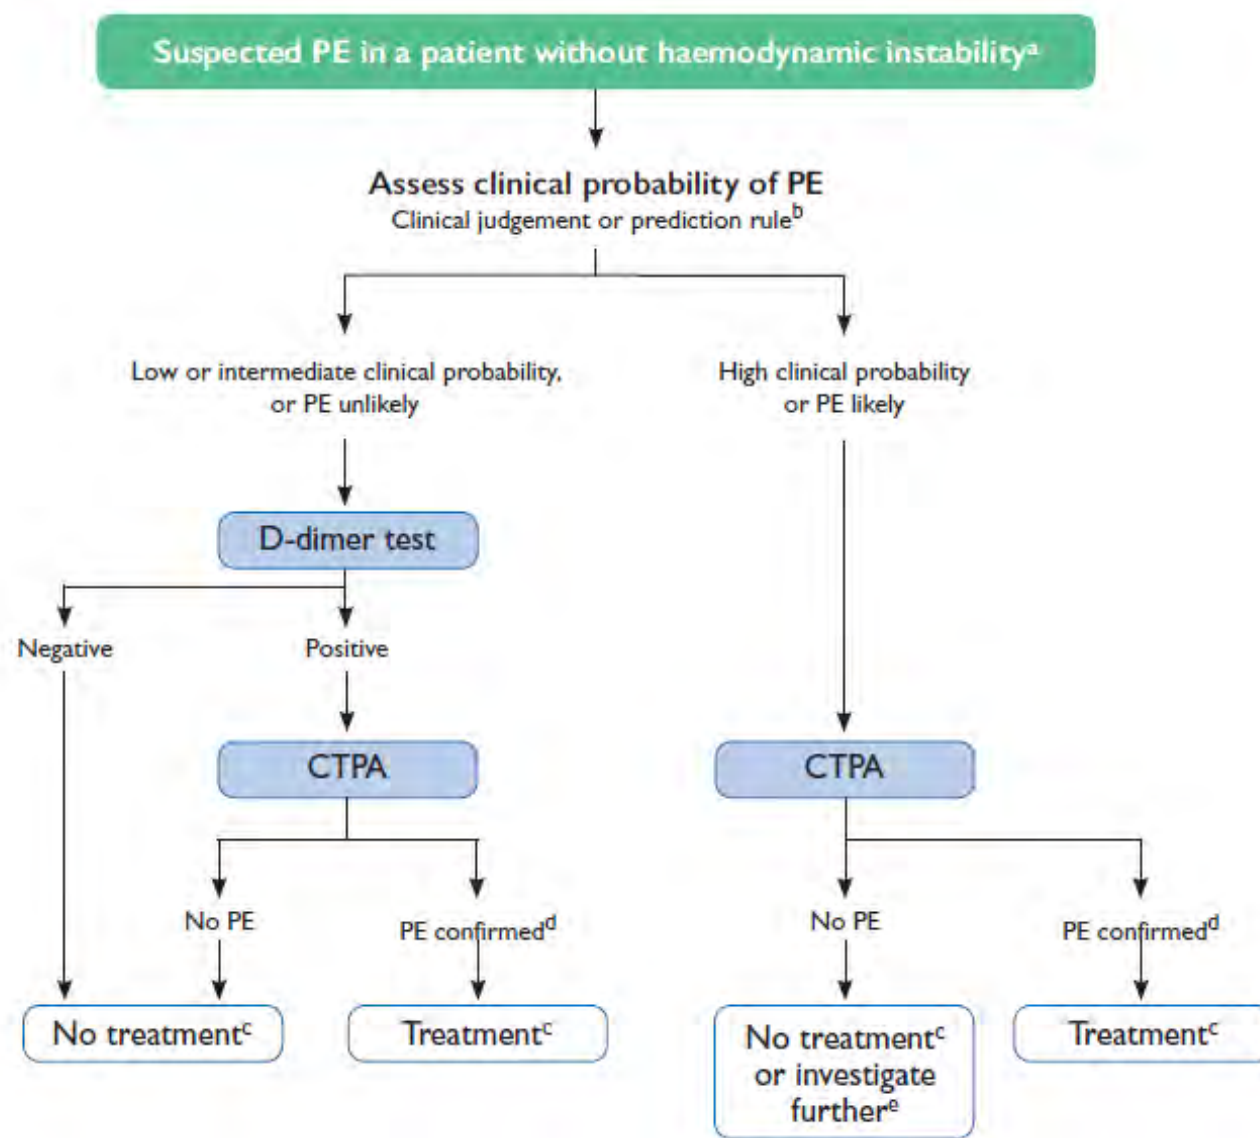 Suspected PE in a patient without haemodynamic instabilityᵃ
Assess clinical probability of PE
Clinical judgement or prediction ruleᵇ
Low or intermediate clinical probability,
or PE unlikely
High clinical probability
or PE likely
D-dimer test
Negative
Positive
CTPA
CTPA
No PE
PE confirmedᵈ
No PE
PE confirmedᵈ
No treatmentᶜ
Treatmentᶜ
No treatmentᶜ
or investigate
furtherᵉ
Treatmentᶜ